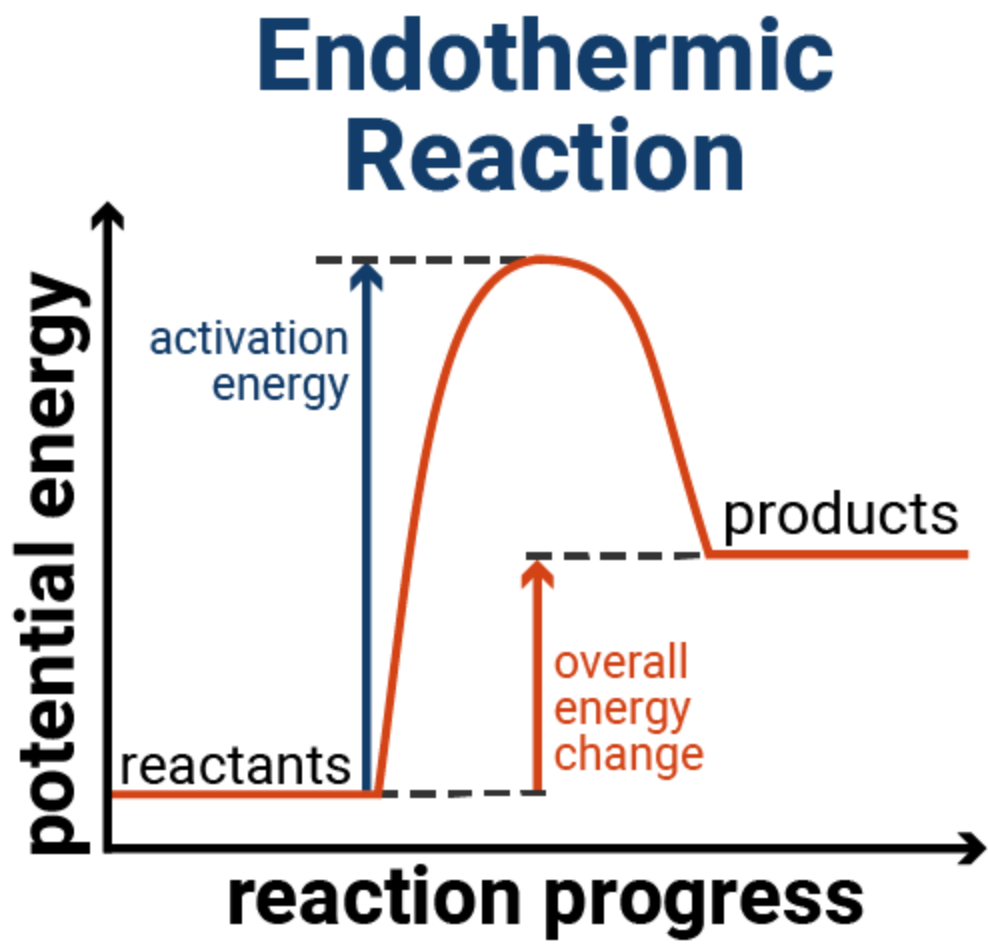 Endothermic
Reaction
potential energy
activation
energy
products
overall
energy
change
reactants
reaction progress